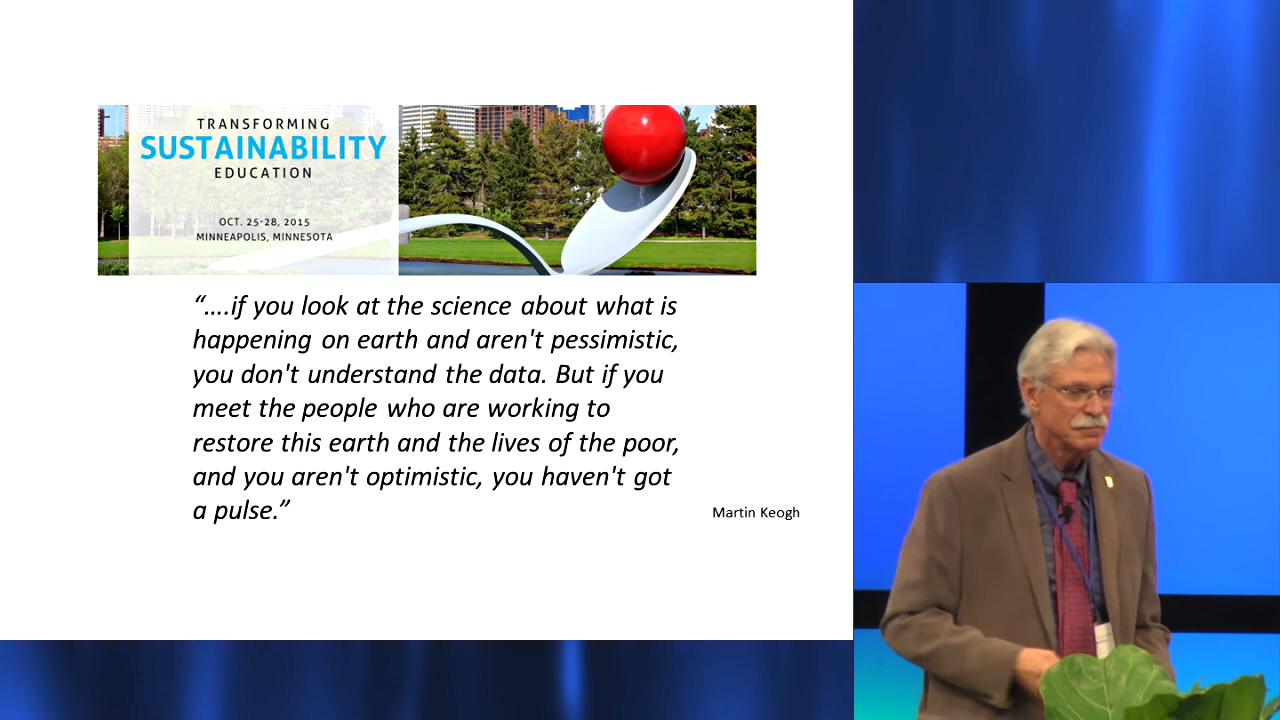 TRANSFORMING
SUSTAINABILITY
EDUCATION
OCT. 25-28, 2015
MINNEAPOLIS, MINNESOTA
“....if you look at the science about what is
happening on earth and aren't pessimistic,
you don't understand the data. But if you
meet the people who are working to
restore this earth and the lives of the poor,
and you aren't optimistic, you haven't got
a pulse.”
Martin Keogh